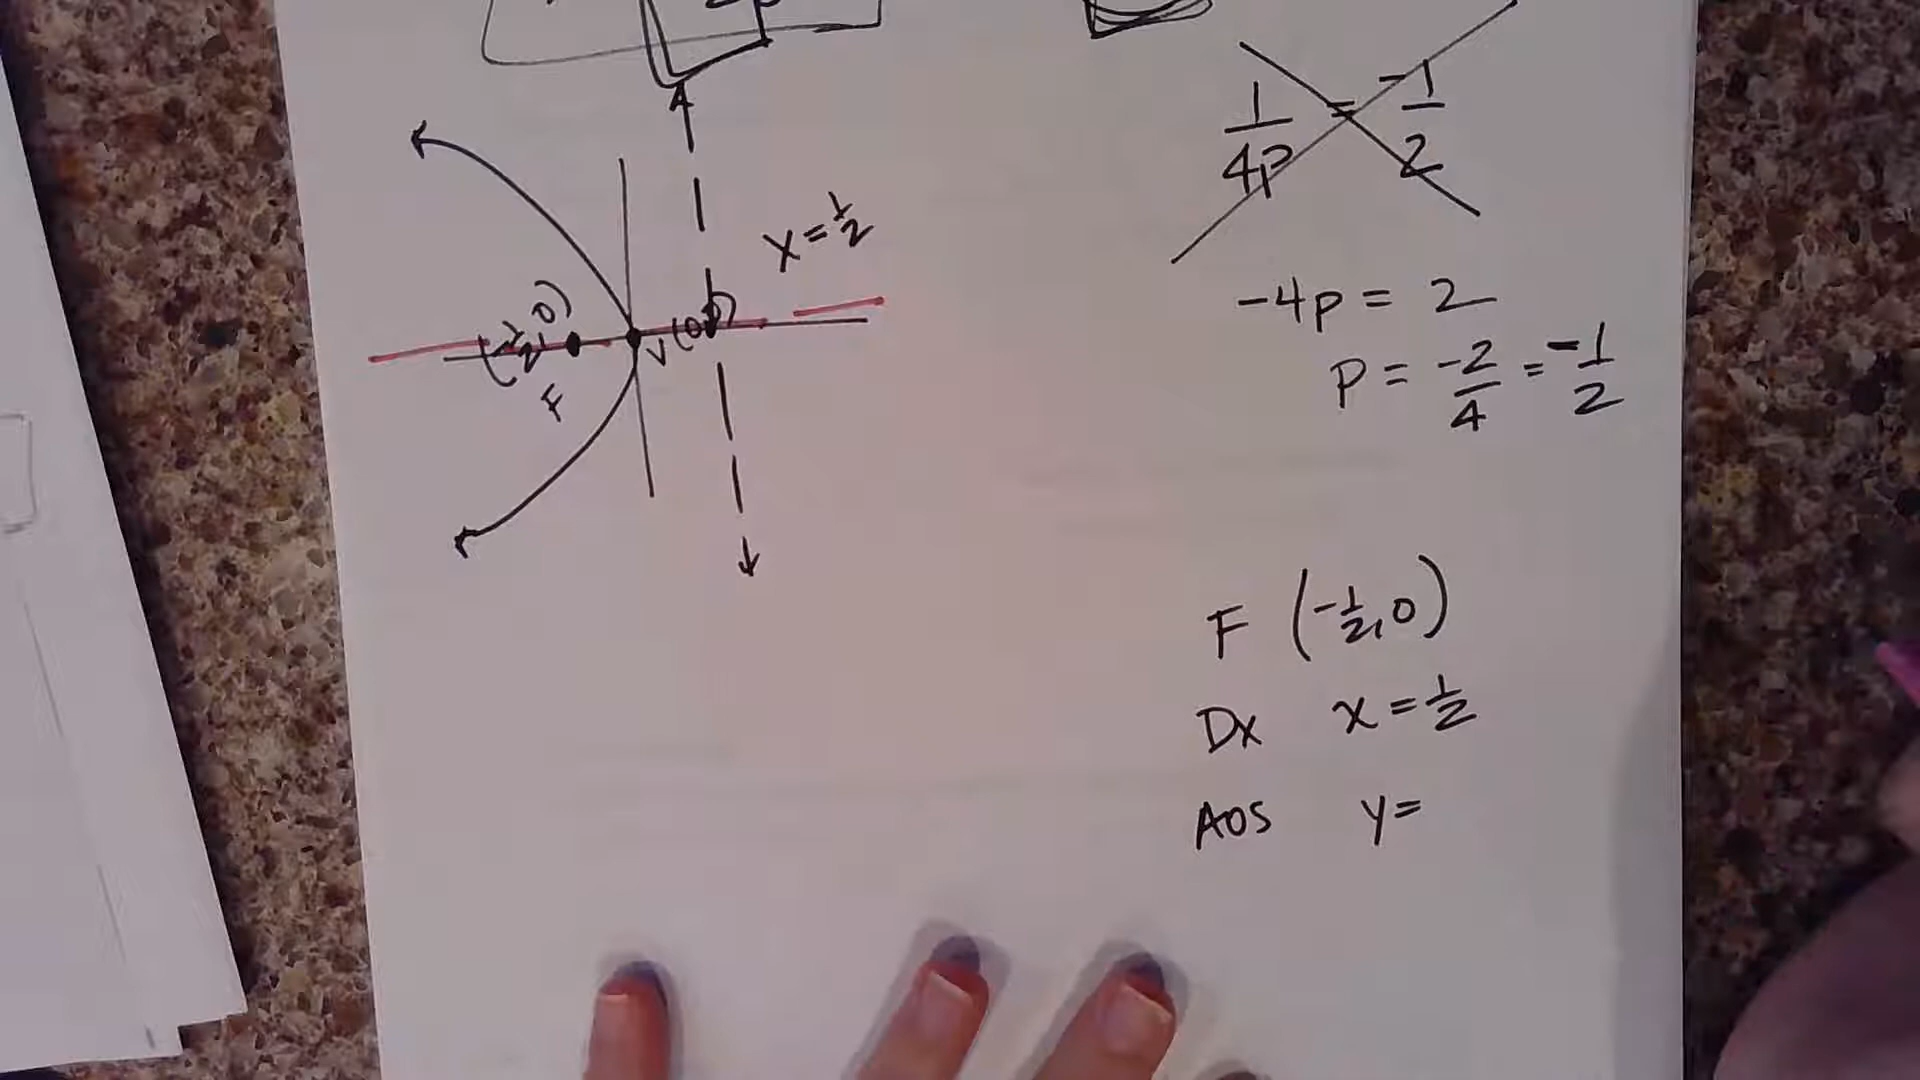 1/4p = -1/2
x = 1/2
-4p = 2
(-1/2, 0)
V (0,0)
p = -2/4 = -1/2
F
F (-1/2, 0)
Dx x = 1/2
AOS y=